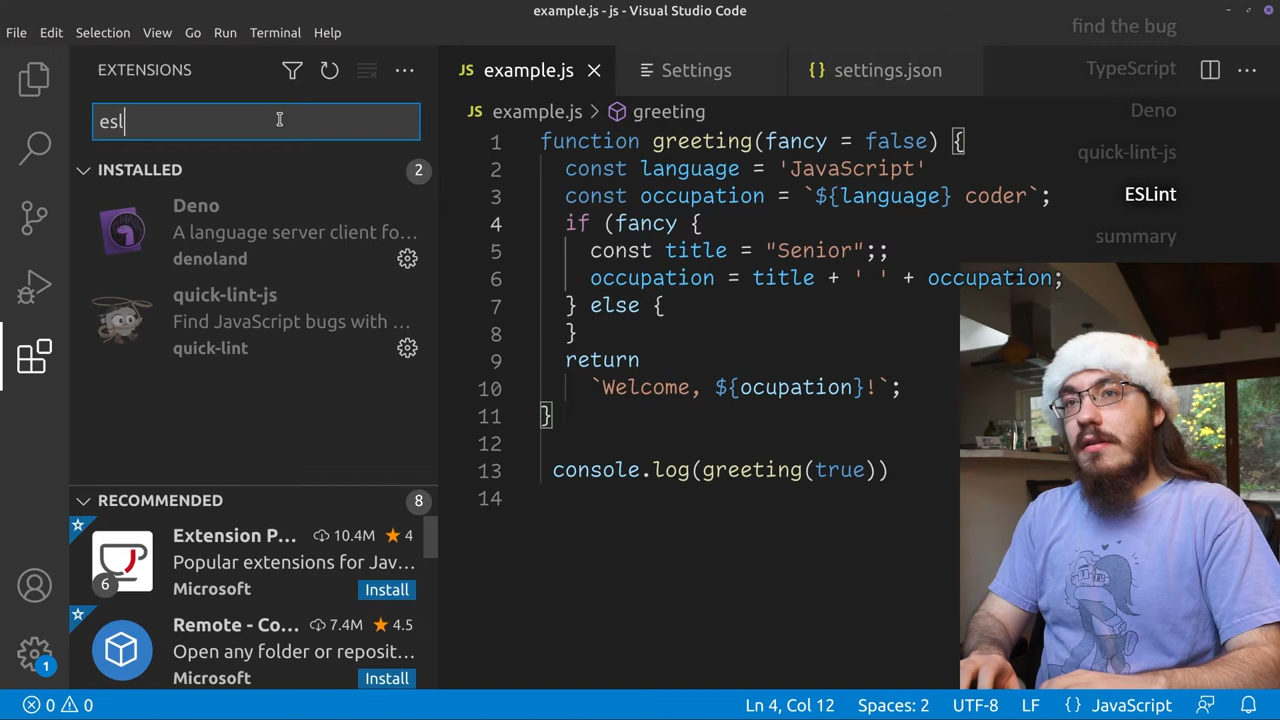 example.js - js - Visual Studio Code
File Edit Selection View Go Run Terminal Help
find the bug
TypeScript
Deno
quick-lint-js
ESLint
summary
EXTENSIONS
esl
INSTALLED 2
Deno
A language server client fo...
denoland
quick-lint-js
Find JavaScript bugs with ...
quick-lint
RECOMMENDED 8
Extension P... 10.4M 4
Popular extensions for Jav...
6
Microsoft Install
Remote - Co... 7.4M 4.5
Open any folder or reposit...
Microsoft Install
1
JS example.js Settings {} settings.json
JS example.js > greeting
1 function greeting(fancy = false) {
2 const language = 'JavaScript'
3 const occupation = `${language} coder`;
4 if (fancy {
5 const title = "Senior";;
6 occupation = title + ' ' + occupation;
7 } else {
8 }
9 return
10 `Welcome, ${ocupation}!`;
11 }
12
13 console.log(greeting(true))
14
0 0 Ln 4, Col 12 Spaces: 2 UTF-8 LF {} JavaScript